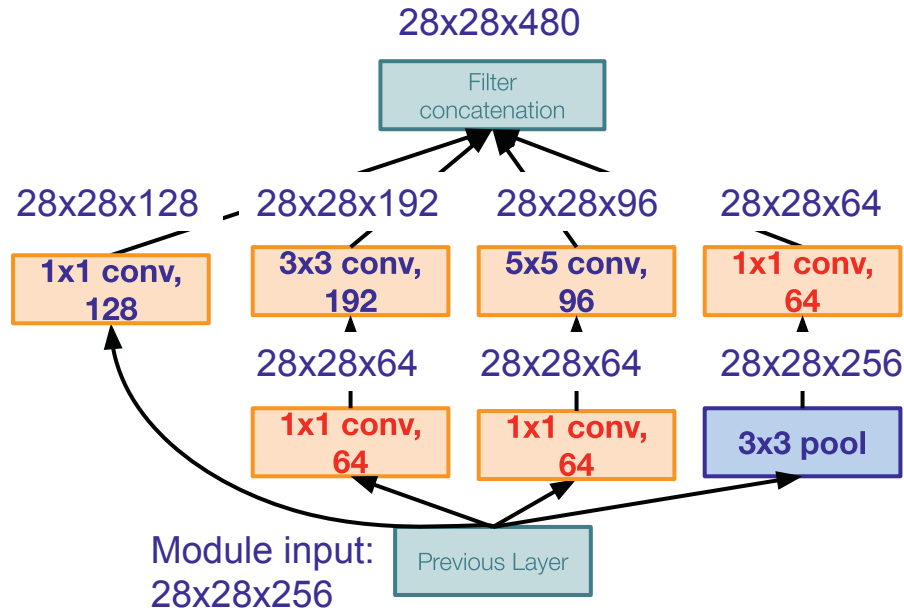 28x28x480
Filter
concatenation
28x28x128
28x28x192
28x28x96
28x28x64
1x1 conv,
128
3x3 conv,
192
5x5 conv,
96
1x1 conv,
64
28x28x64
28x28x64
28x28x256
1x1 conv,
64
1x1 conv,
64
3x3 pool
Module input:
28x28x256
Previous Layer